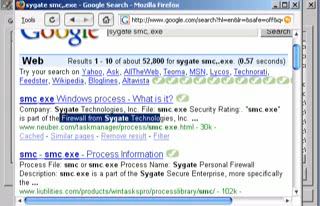 sygate smc,.exe - Google Search - Mozilla Firefox
Tools
http://www.google.com/search?hl=en&
Google
sygate smc,.exe
Search
Web Results 1 - 10 of about 52,800 for sygate smc,.exe. (0.57 seconds)
Try your search on Yahoo, Ask, AllTheWeb, Teoma, MSN, Lycos, Technorati,
Feedster, Wikipedia, Bloglines, Altavista
smc exe Windows process - What is it?
Company: Sygate Technologies, Inc. File: smc exe Security Rating: "smc.exe"
is part of the Firewall from Sygate Technologies, Inc. ...
www.neuber.com/taskmanager/process/smc.exe.html - 30k -
Cached - Similar pages - Remove result - Filter
smc - smc.exe - Process Information
Process File: smc or smc exe Process Name: Sygate Personal Firewall
Description: smc.exe is a part of the Sygate Secure Enterprise, more specifically
the ...
www.liutilities.com/products/wintaskspro/processlibrary/smc/ - 102k -